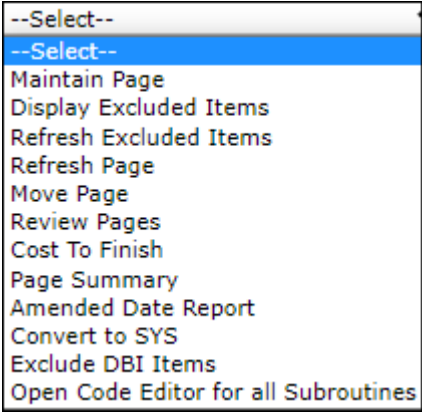 --Select--
--Select--
Maintain Page
Display Excluded Items
Refresh Excluded Items
Refresh Page
Move Page
Review Pages
Cost To Finish
Page Summary
Amended Date Report
Convert to SYS
Exclude DBI Items
Open Code Editor for all Subroutines